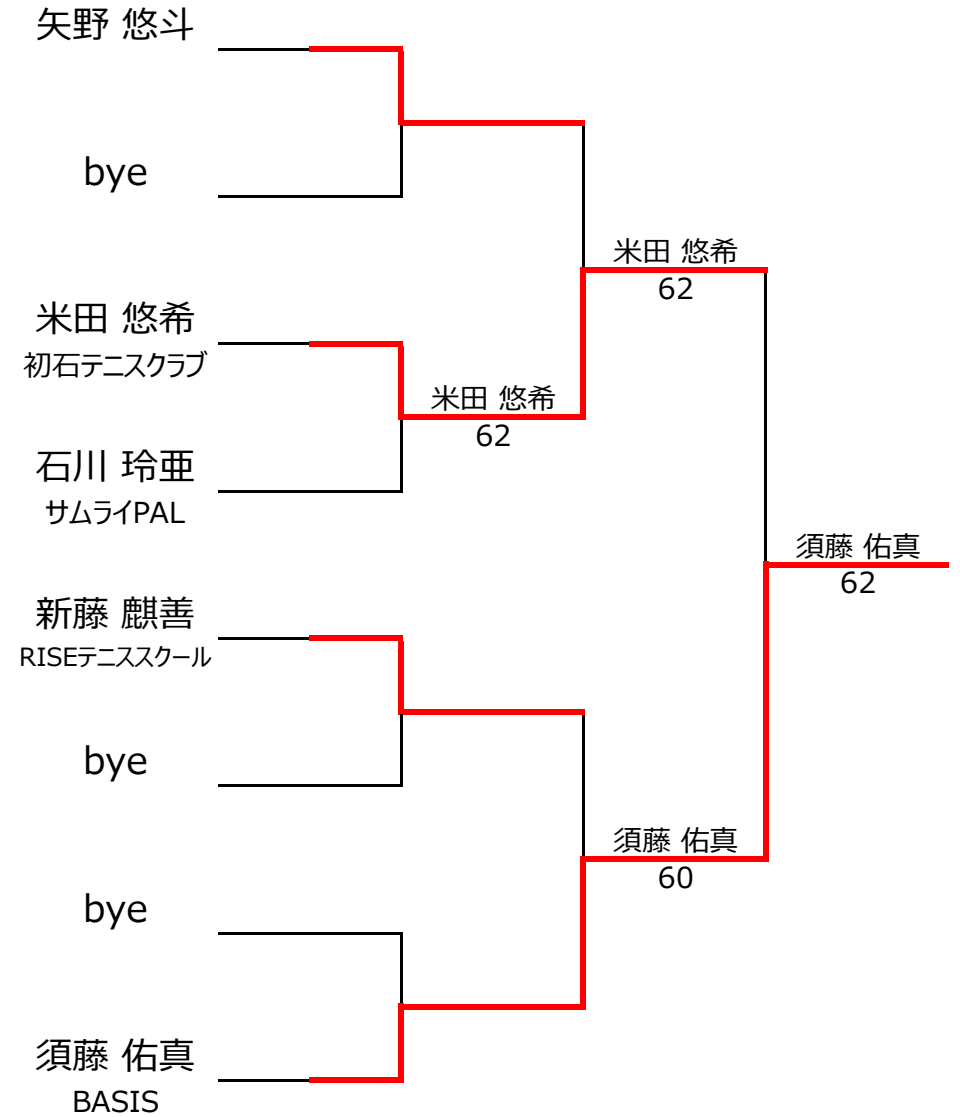 矢野 悠斗
bye
米田 悠希
62
米田 悠希
初石テニスクラブ
米田 悠希
62
石川 玲亜
サムライPAL
須藤 佑真
62
新藤 麒善
RISEテニススクール
bye
須藤 佑真
60
bye
須藤 佑真
BASIS